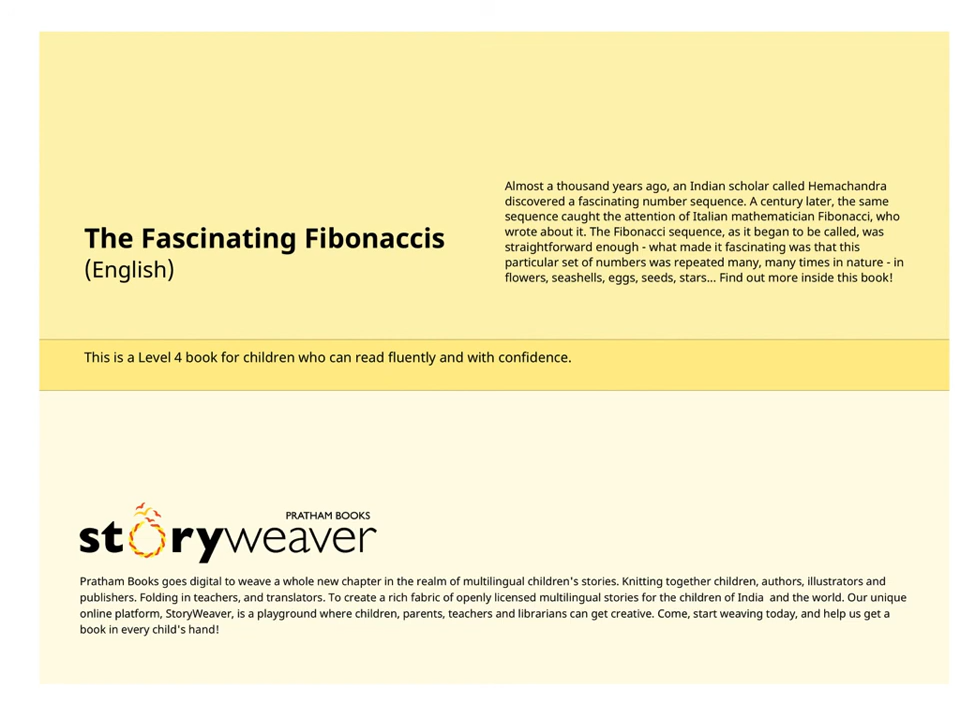 The Fascinating Fibonaccis
(English)
Almost a thousand years ago, an Indian scholar called Hemachandra
discovered a fascinating number sequence. A century later, the same
sequence caught the attention of Italian mathematician Fibonacci, who
wrote about it. The Fibonacci sequence, as it began to be called, was
straightforward enough - what made it fascinating was that this
particular set of numbers was repeated many, many times in nature - in
flowers, seashells, eggs, seeds, stars... Find out more inside this book!
This is a Level 4 book for children who can read fluently and with confidence.
PRATHAM BOOKS
storyweaver
Pratham Books goes digital to weave a whole new chapter in the realm of multilingual children's stories. Knitting together children, authors, illustrators and
publishers. Folding in teachers, and translators. To create a rich fabric of openly licensed multilingual stories for the children of India  and the world. Our unique
online platform, StoryWeaver, is a playground where children, parents, teachers and librarians can get creative. Come, start weaving today, and help us get a
book in every child's hand!